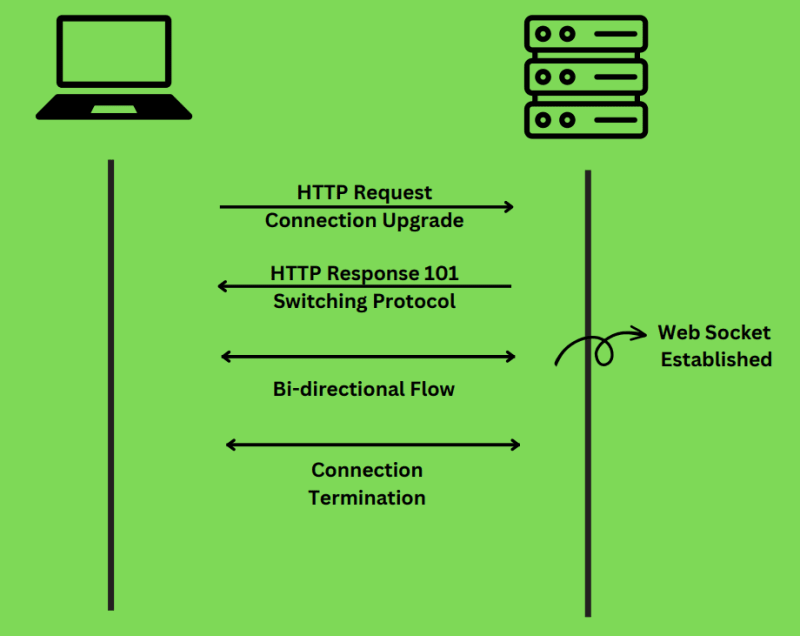 HTTP Request
Connection Upgrade
HTTP Response 101
Switching Protocol
Web Socket
Established
Bi-directional Flow
Connection
Termination